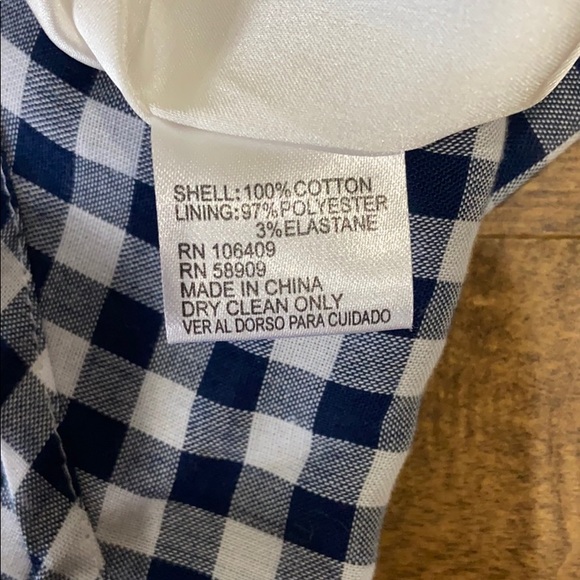 SHELL: 100% COTTON
LINING: 97% POLYESTER
3% ELASTANE
RN 106409
RN 58909
MADE IN CHINA
DRY CLEAN ONLY
VER AL DORSO PARA CUIDADO